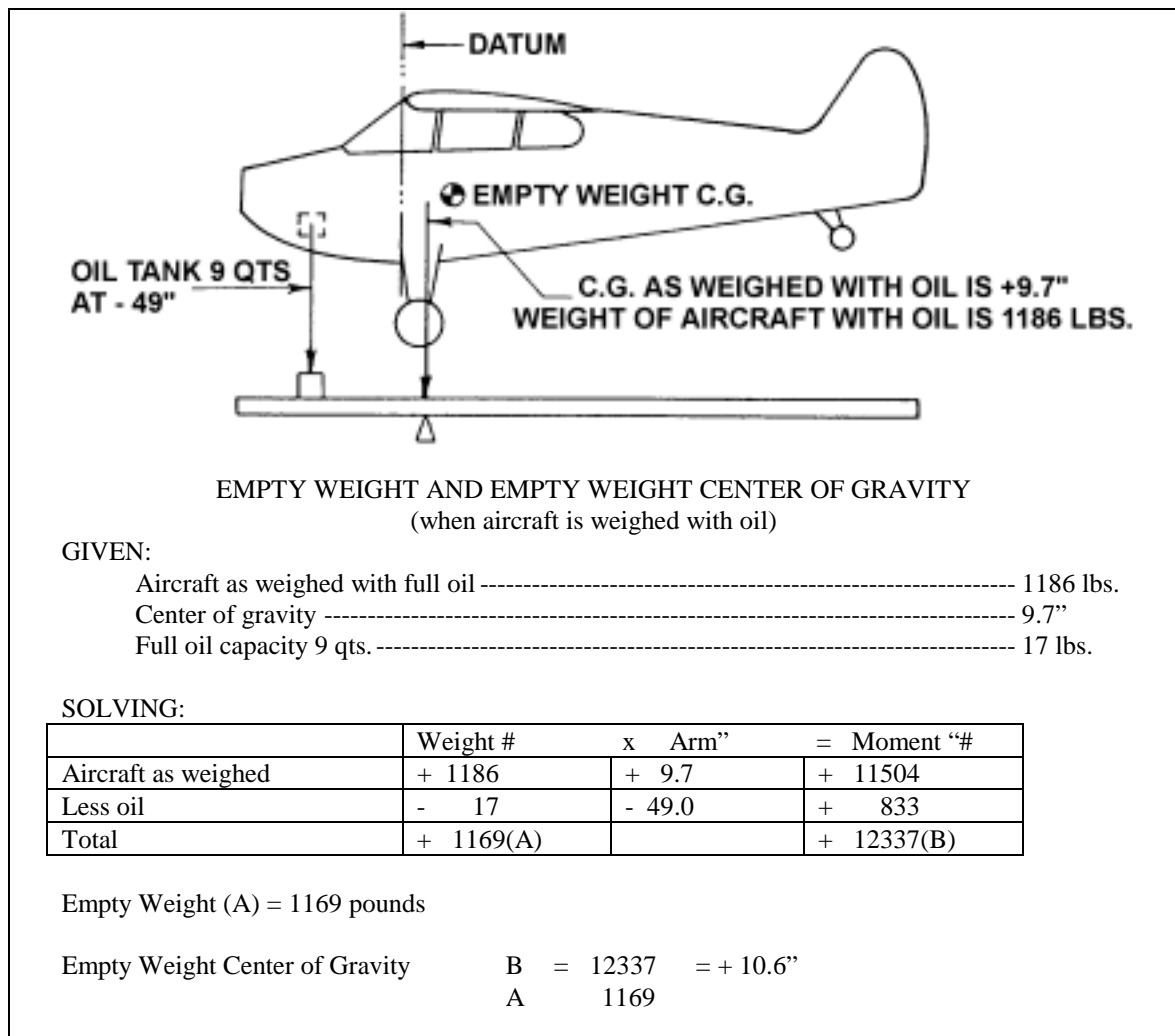 DATUM
EMPTY WEIGHT C.G.
OIL TANK 9 QTS
AT - 49"
C.G. AS WEIGHED WITH OIL IS +9.7"
WEIGHT OF AIRCRAFT WITH OIL IS 1186 LBS.
EMPTY WEIGHT AND EMPTY WEIGHT CENTER OF GRAVITY
(when aircraft is weighed with oil)
GIVEN:
Aircraft as weighed with full oil ---------------------------------------------------------------- 1186 lbs.
Center of gravity -------------------------------------------------------------------------------- 9.7”
Full oil capacity 9 qts. -------------------------------------------------------------------------- 17 lbs.
SOLVING:
Weight # x Arm” = Moment “#
Aircraft as weighed + 1186 + 9.7 + 11504
Less oil - 17 - 49.0 + 833
Total + 1169(A) + 12337(B)
Empty Weight (A) = 1169 pounds
Empty Weight Center of Gravity B = 12337 = + 10.6”
A 1169